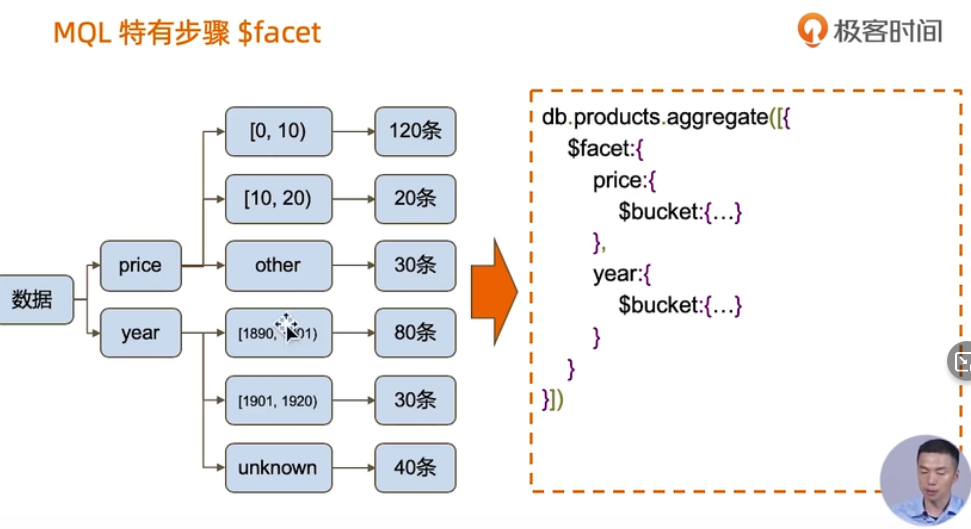 MQL 特有步骤 $facet
极客时间
数据
price
year
[0, 10)
120条
[10, 20)
20条
other
30条
[1890, 01)
80条
[1901, 1920)
30条
unknown
40条
db.products.aggregate([{
$facet:{
price:{
$bucket:{…}
},
year:{
$bucket:{…}
}
}
}])